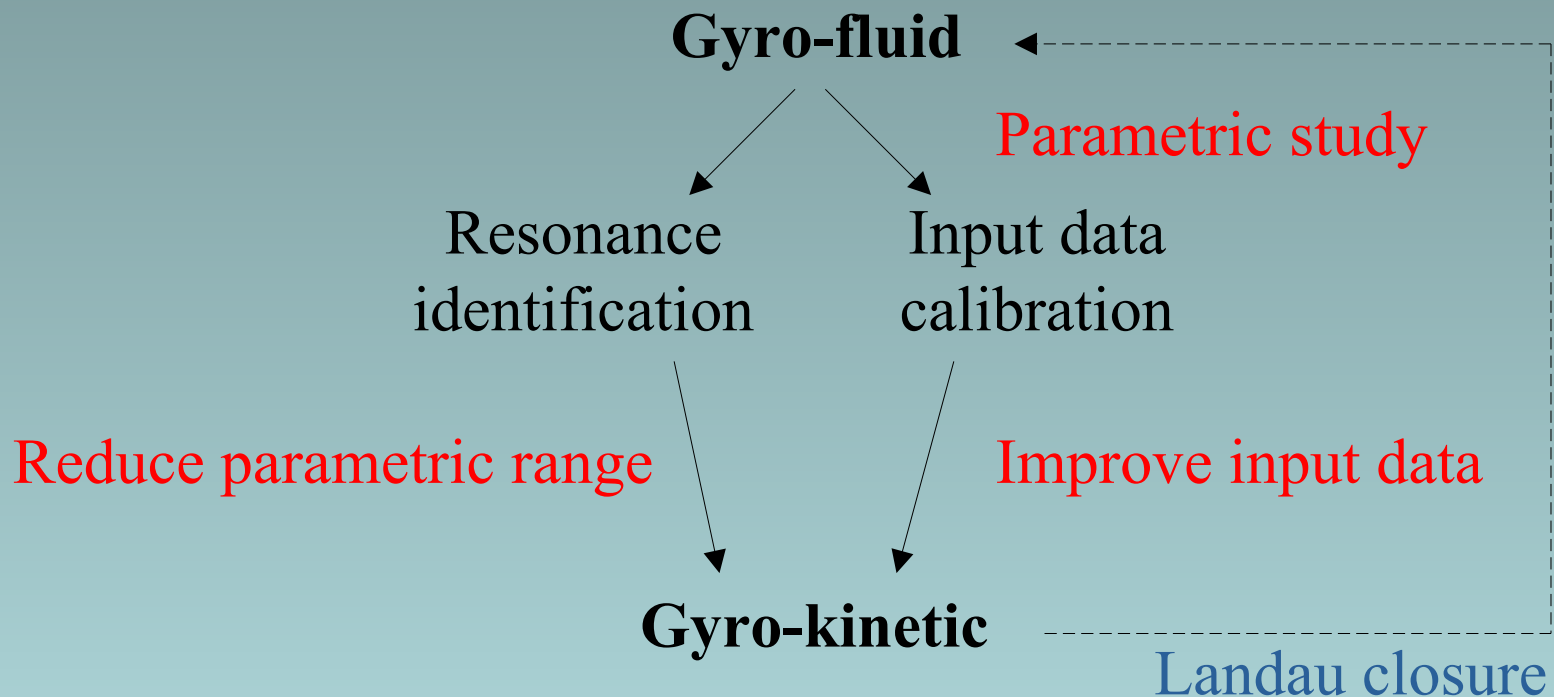 Gyro-fluid
Parametric study
Resonance
identification
Input data
calibration
Reduce parametric range
Improve input data
Gyro-kinetic
Landau closure